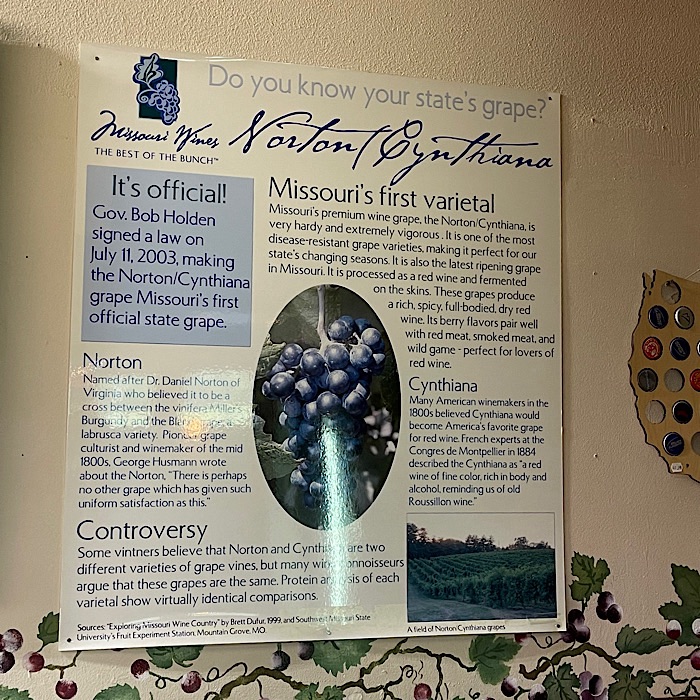 Do you know your state's grape?
Missouri Wines
THE BEST OF THE BUNCH™
Norton/Cynthiana
It's official!
Gov. Bob Holden
signed a law on
July 11, 2003, making
the Norton/Cynthiana
grape Missouri's first
official state grape.
Missouri's first varietal
Missouri's premium wine grape, the Norton/Cynthiana, is
very hardy and extremely vigorous. It is one of the most
disease-resistant grape varieties, making it perfect for our
state's changing seasons. It is also the latest ripening grape
in Missouri. It is processed as a red wine and fermented
on the skins. These grapes produce
a rich, spicy, full-bodied, dry red
wine. Its berry flavors pair well
with red meat, smoked meat, and
wild game - perfect for lovers of
red wine.
Norton
Named after Dr. Daniel Norton of
Virginia who believed it to be a
cross between the vinifera Miller's
Burgundy and the a
labrusca variety. Pioneer grape
culturist and winemaker of the mid
1800s, George Husmann wrote
about the Norton, "There is perhaps
no other grape which has given such
uniform satisfaction as this."
Cynthiana
Many American winemakers in the
1800s believed Cynthiana would
become America's favorite grape
for red wine. French experts at the
Congres de Montpellier in 1884
described the Cynthiana as "a red
wine of fine color, rich in body and
alcohol, reminding us of old
Roussillon wine."
Controversy
Some vintners believe that Norton and Cynthiana are two
different varieties of grape vines, but many wine connoisseurs
argue that these grapes are the same. Protein analysis of each
varietal show virtually identical comparisons.
Sources: "Exploring Missouri Wine Country" by Brett Dufur, 1999, and Southwest Missouri State
University's Fruit Experiment Station, Mountain Grove, MO.
A field of Norton/Cynthiana grapes